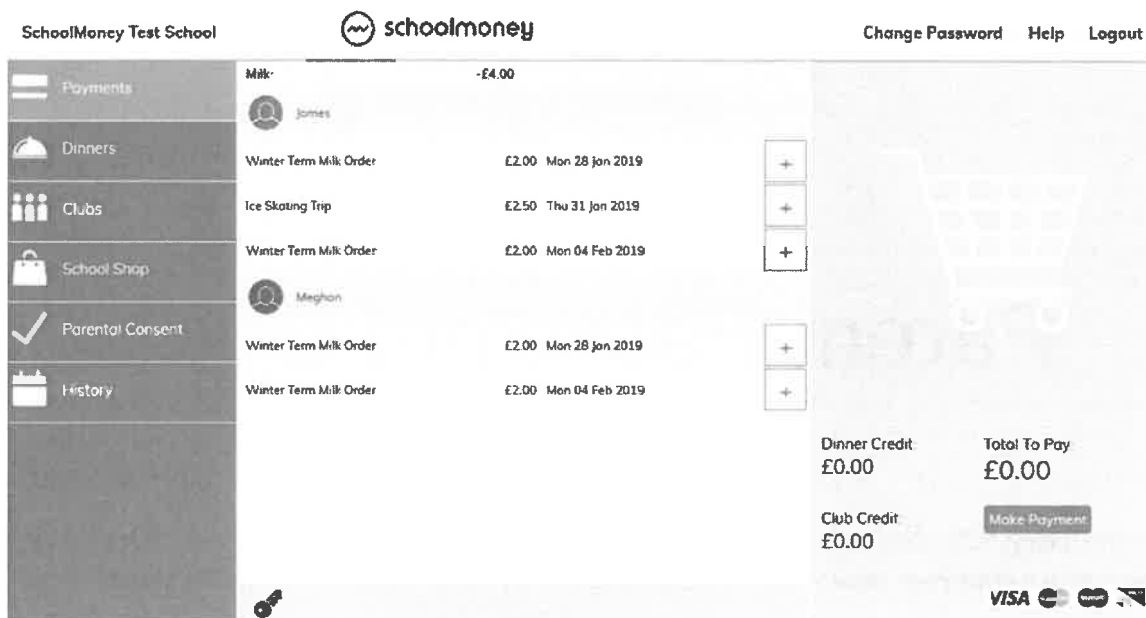 SchoolMoney Test School
schoolmoney
Change Password Help Logout
Payments
Dinners
Clubs
School Shop
Parental Consent
History
Milk: -£4.00
James
Winter Term Milk Order £2.00 Mon 28 Jan 2019 +
Ice Skating Trip £2.50 Thu 31 Jan 2019 +
Winter Term Milk Order £2.00 Mon 04 Feb 2019 +
Meghan
Winter Term Milk Order £2.00 Mon 28 Jan 2019 +
Winter Term Milk Order £2.00 Mon 04 Feb 2019 +
Dinner Credit Total To Pay
£0.00 £0.00
Club Credit Make Payment
£0.00
VISA